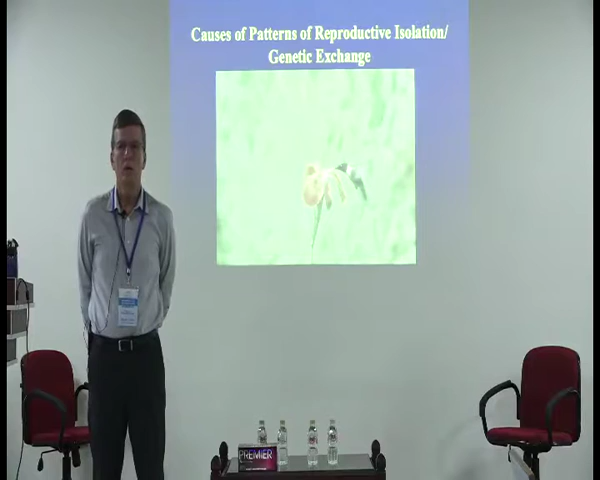 Causes of Patterns of Reproductive Isolation/
Genetic Exchange
PREMIER